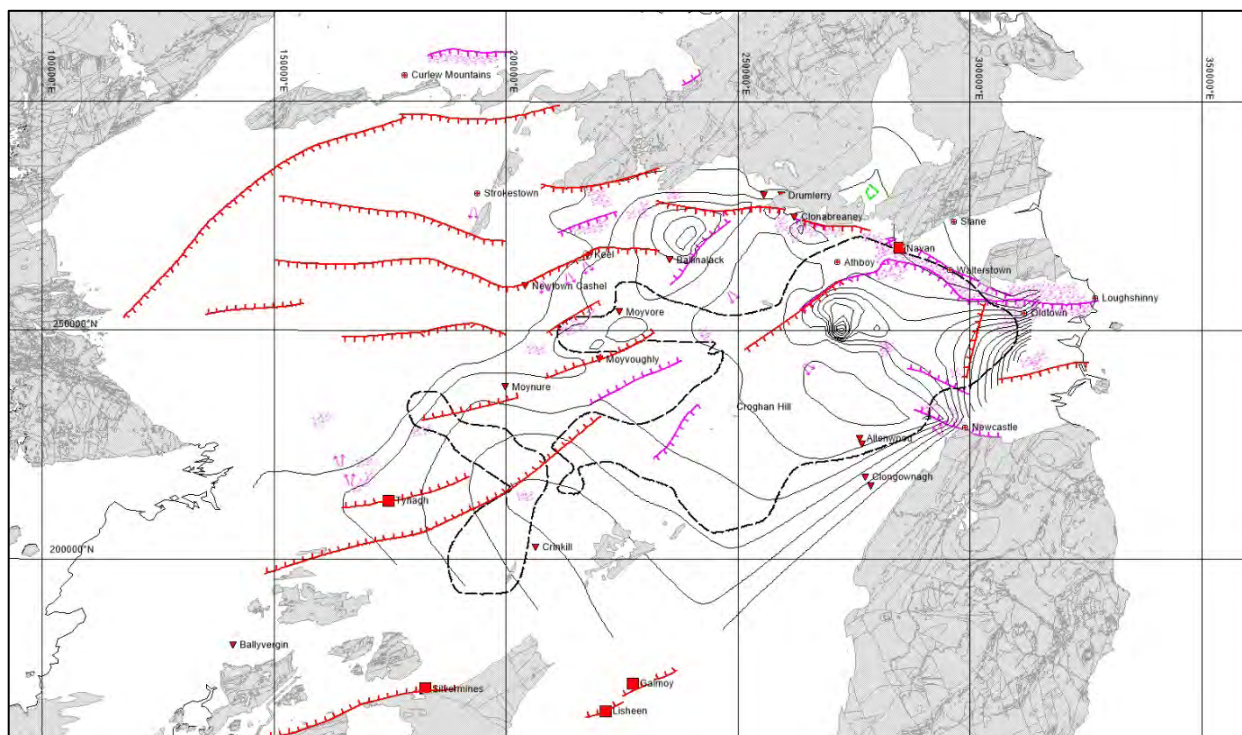 100000°E
150000°E
200000°E
250000°E
300000°E
350000°E
Curlew Mountains
Strokestown
Drumlerry
Clonabreaney
Slane
Navan
Keel
Ballinalack
Athboy
Walterstown
Newtown Cashel
Loughshinny
Moyvore
Oldtown
250000°N
Moyvoughly
Moynure
Croghan Hill
Newcastle
Allenwood
Clongownagh
Tynagh
Crinkill
200000°N
Ballyvergin
Silvermines
Galmoy
Lisheen